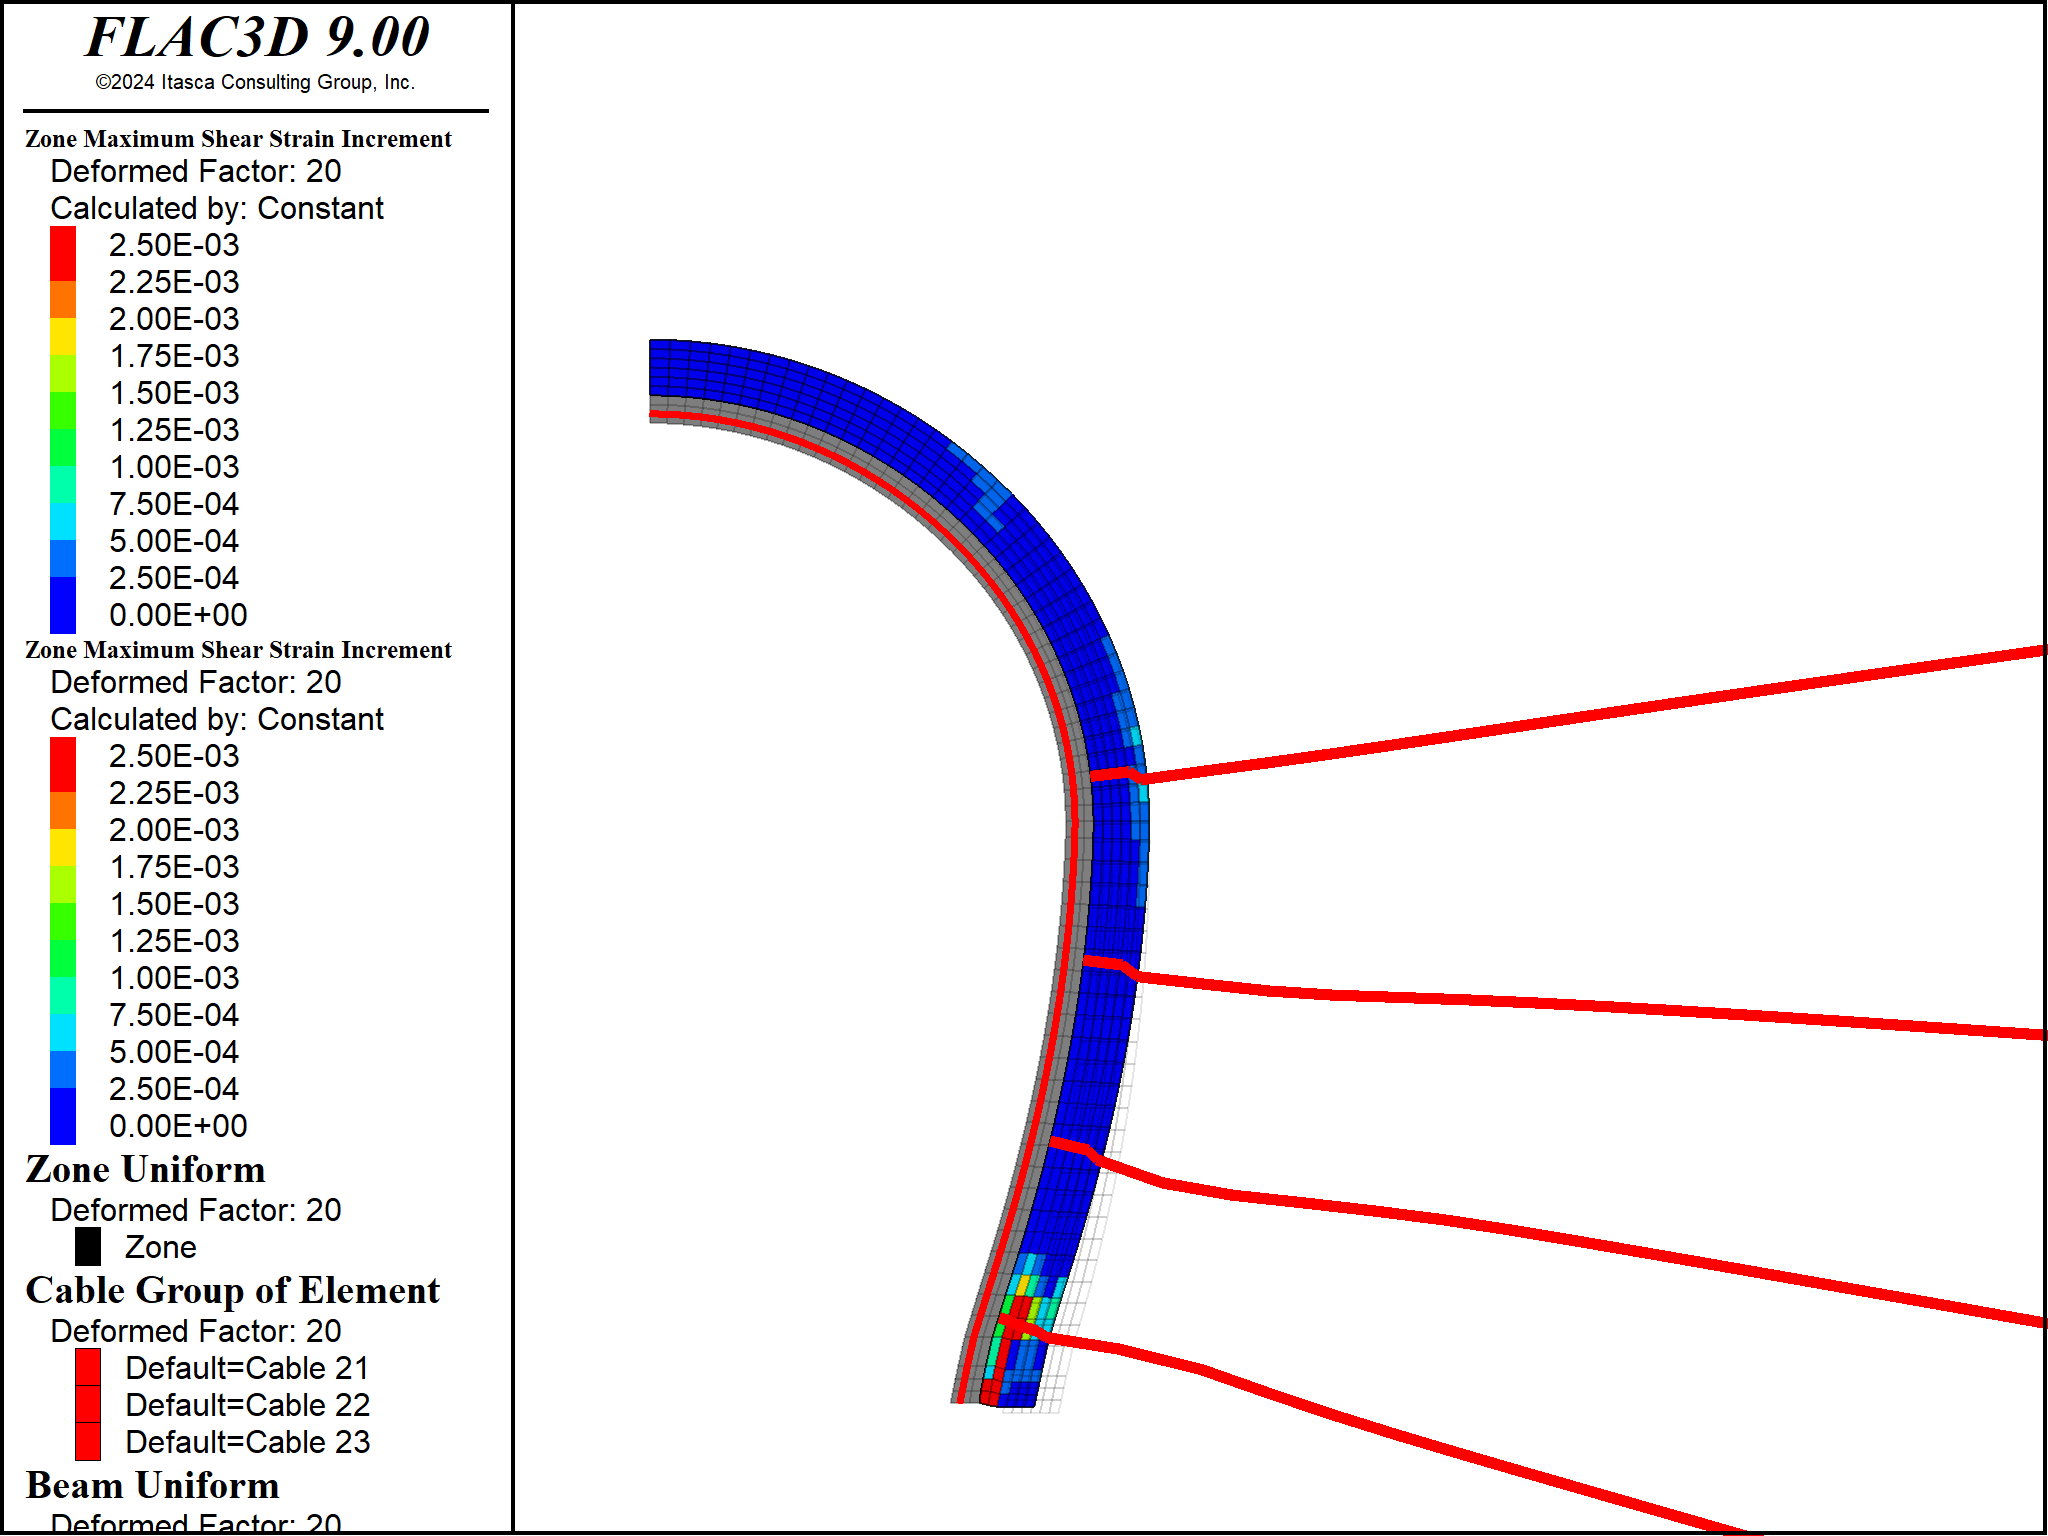 FLAC3D 9.00
©2024 Itasca Consulting Group, Inc.
Zone Maximum Shear Strain Increment
Deformed Factor: 20
Calculated by: Constant
2.50E-03
2.25E-03
2.00E-03
1.75E-03
1.50E-03
1.25E-03
1.00E-03
7.50E-04
5.00E-04
2.50E-04
0.00E+00
Zone Maximum Shear Strain Increment
Deformed Factor: 20
Calculated by: Constant
2.50E-03
2.25E-03
2.00E-03
1.75E-03
1.50E-03
1.25E-03
1.00E-03
7.50E-04
5.00E-04
2.50E-04
0.00E+00
Zone Uniform
Deformed Factor: 20
Zone
Cable Group of Element
Deformed Factor: 20
Default=Cable 21
Default=Cable 22
Default=Cable 23
Beam Uniform
Deformed Factor: 20